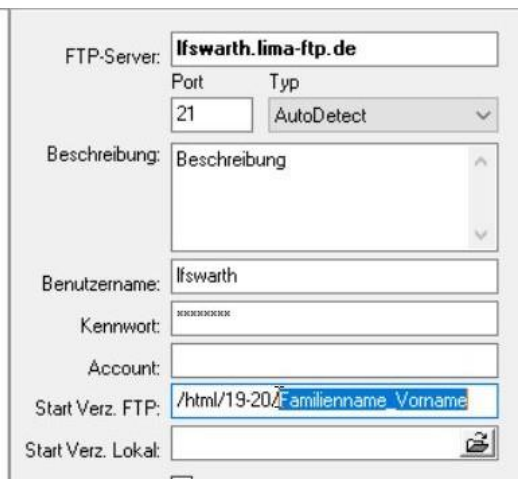 FTP-Server: lfswarth.lima-ftp.de
Port Typ
21 AutoDetect
Beschreibung: Beschreibung
Benutzername: lfswarth
Kennwort: ********
Account:
Start Verz. FTP: /html/19-20/Familienname_Vorname
Start Verz. Lokal: